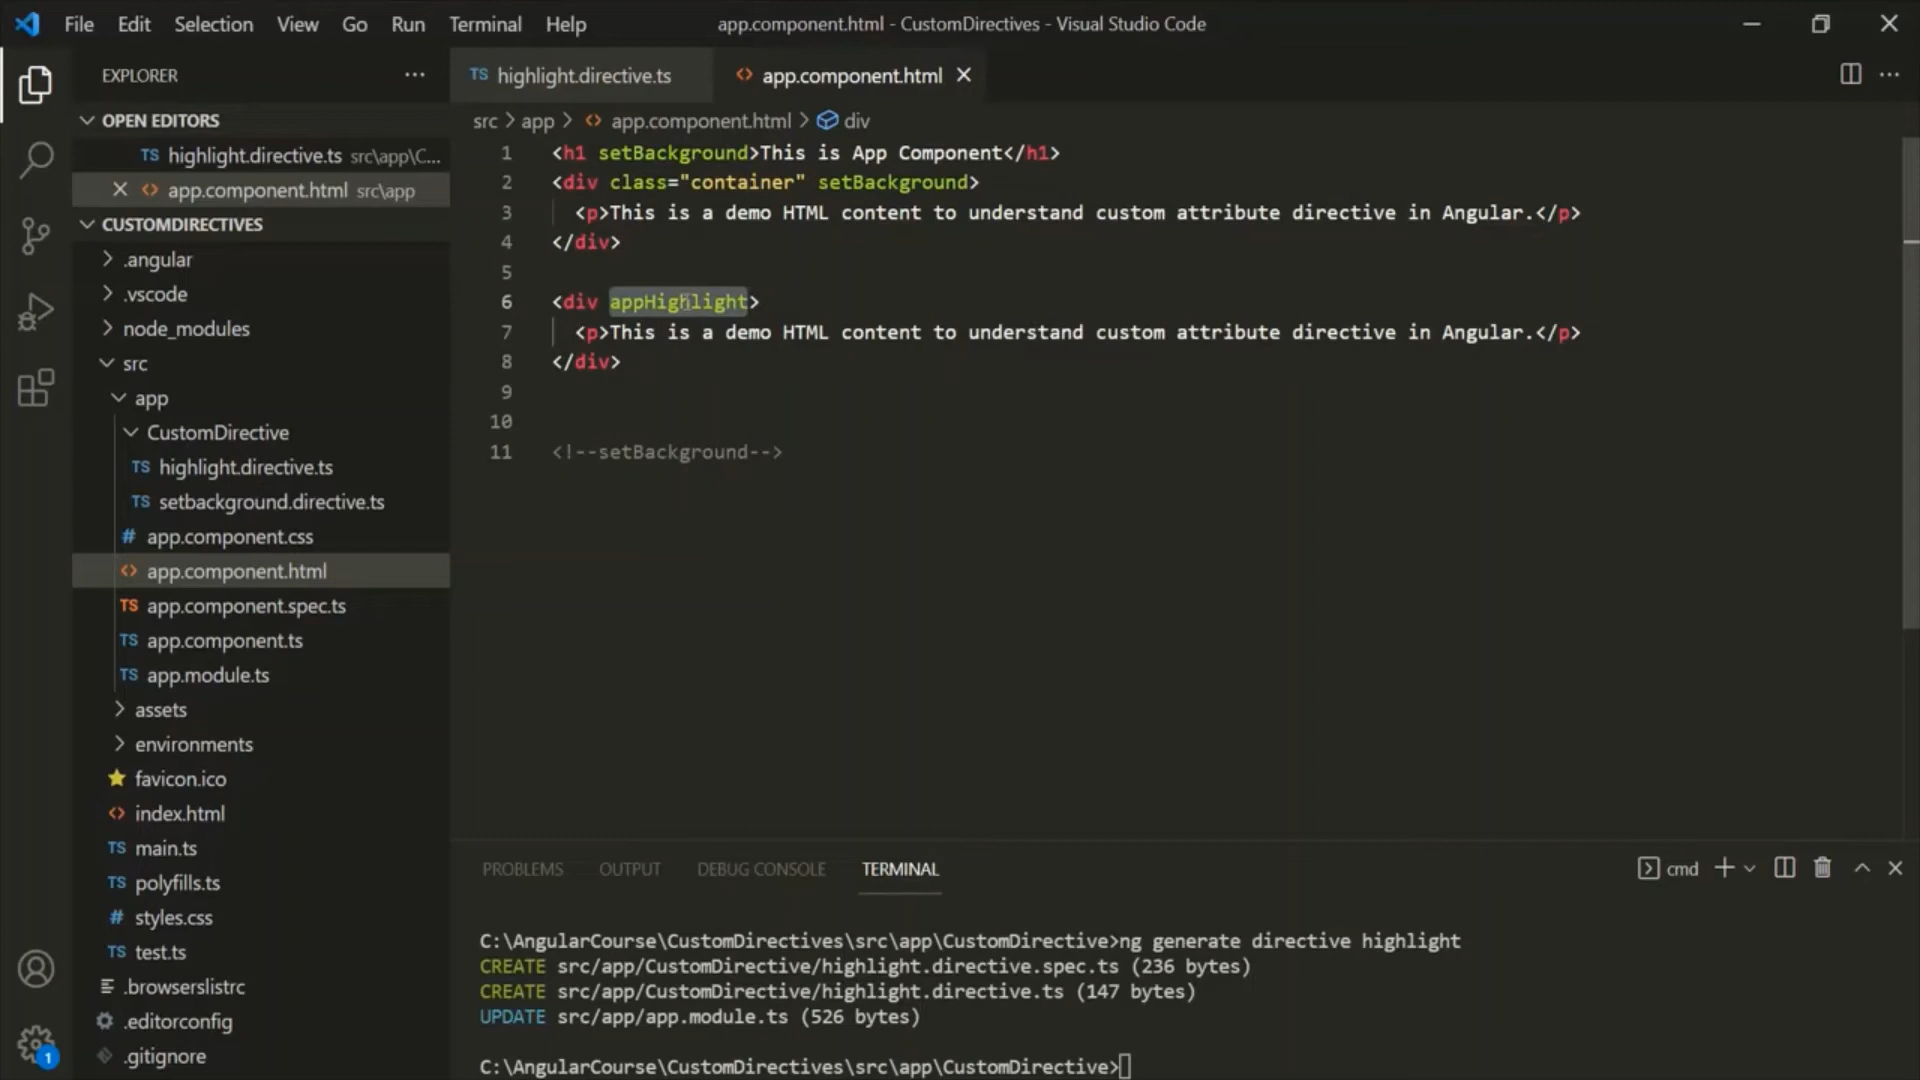 File Edit Selection View Go Run Terminal Help app.component.html - CustomDirectives - Visual Studio Code
EXPLORER
TS highlight.directive.ts
<> app.component.html
OPEN EDITORS
TS highlight.directive.ts src\app\C...
<> app.component.html src\app
CUSTOMDIRECTIVES
.angular
.vscode
node_modules
src
app
CustomDirective
TS highlight.directive.ts
TS setbackground.directive.ts
# app.component.css
<> app.component.html
TS app.component.spec.ts
TS app.component.ts
TS app.module.ts
assets
environments
favicon.ico
<> index.html
TS main.ts
TS polyfills.ts
# styles.css
TS test.ts
.browserslistrc
.editorconfig
.gitignore
1
src > app > <> app.component.html > div
1 <h1 setBackground>This is App Component</h1>
2 <div class="container" setBackground>
3 <p>This is a demo HTML content to understand custom attribute directive in Angular.</p>
4 </div>
5
6 <div appHighlight>
7 <p>This is a demo HTML content to understand custom attribute directive in Angular.</p>
8 </div>
9
10
11 <!--setBackground-->
PROBLEMS OUTPUT DEBUG CONSOLE TERMINAL cmd
C:\AngularCourse\CustomDirectives\src\app\CustomDirective>ng generate directive highlight
CREATE src/app/CustomDirective/highlight.directive.spec.ts (236 bytes)
CREATE src/app/CustomDirective/highlight.directive.ts (147 bytes)
UPDATE src/app/app.module.ts (526 bytes)
C:\AngularCourse\CustomDirectives\src\app\CustomDirective>